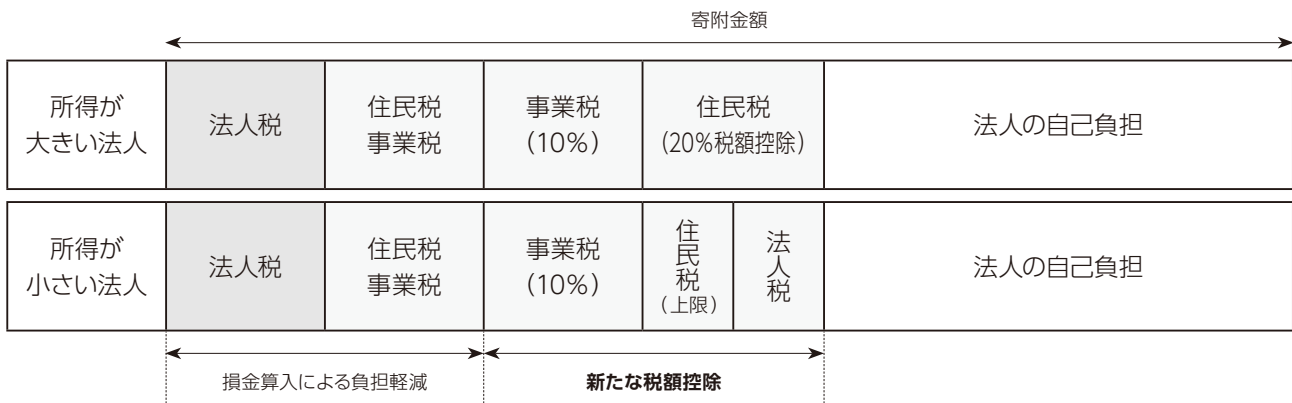 寄附金額
所得が
大きい法人
法人税
住民税
事業税
事業税
(10%)
住民税
(20%税額控除)
法人の自己負担
所得が
小さい法人
法人税
住民税
事業税
事業税
(10%)
住民税
(上限)
法人税
法人の自己負担
損金算入による負担軽減
新たな税額控除